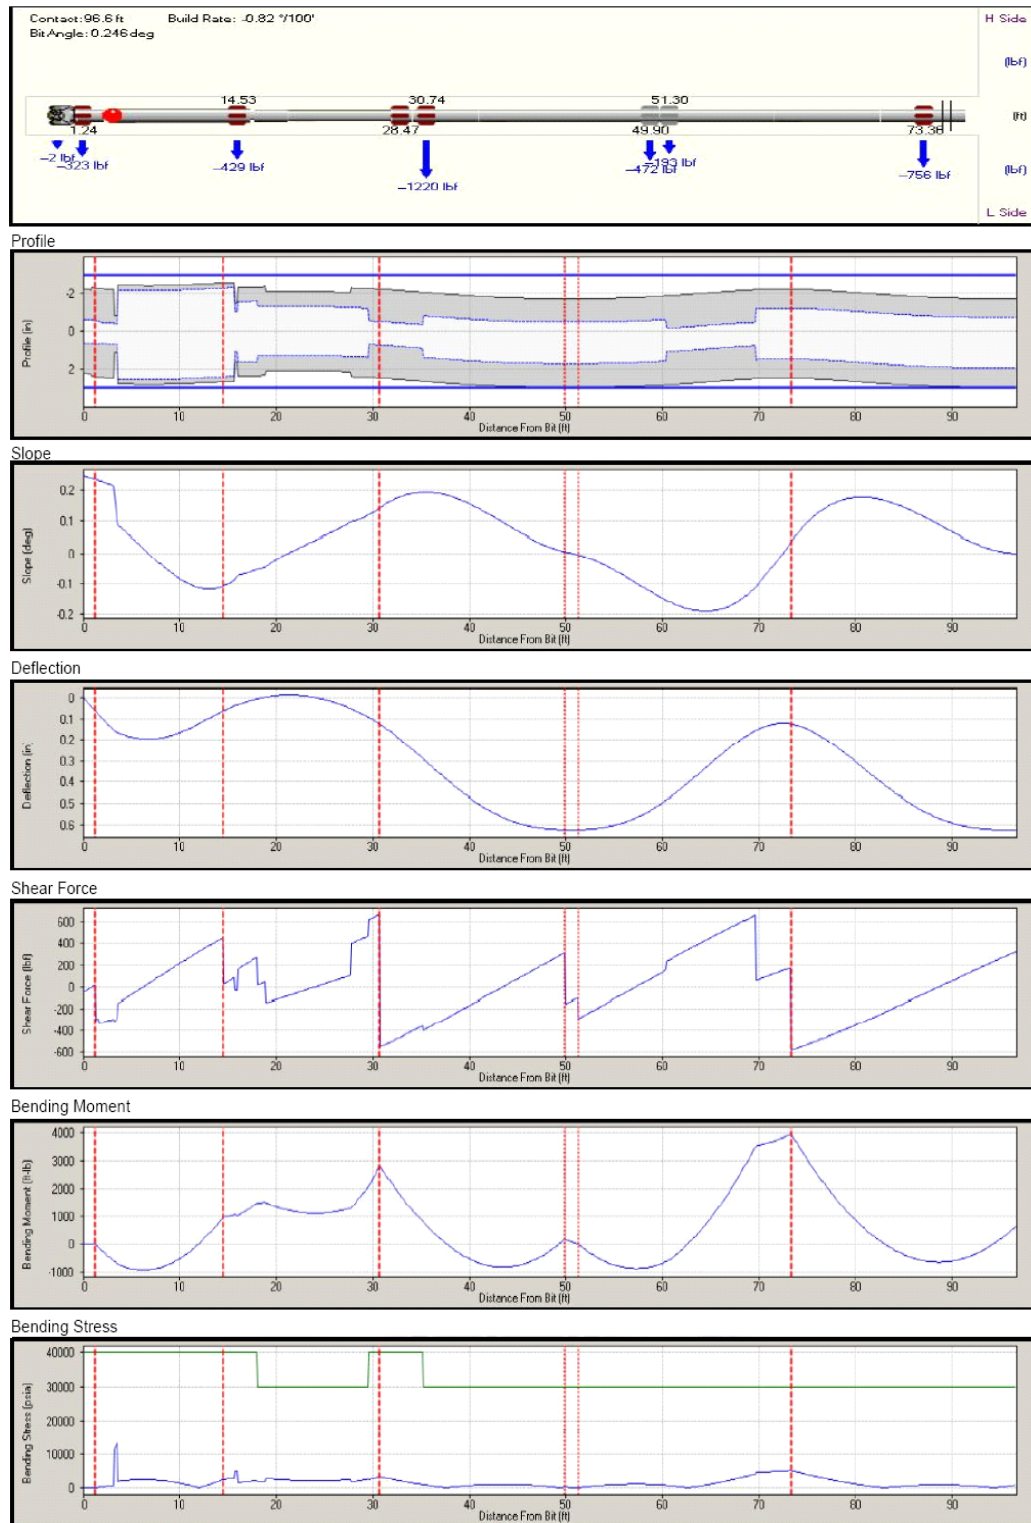 Contact: 96.6 ft Build Rate: -0.82 °/100'
Bit Angle: 0.246 deg
H Side
(lbf)
14.53 30.74 51.30
(ft)
1.24 28.47 49.90 73.38
-2 lbf
-323 lbf -429 lbf -1220 lbf -472 lbf -193 lbf -756 lbf
(lbf)
L Side
Profile
Profile (in)
-2
0
2
0 10 20 30 40 50 60 70 80 90
Distance From Bit (ft)
Slope
Slope (deg)
0.2
0.1
0
-0.1
-0.2
0 10 20 30 40 50 60 70 80 90
Distance From Bit (ft)
Deflection
Deflection (in)
0
0.1
0.2
0.3
0.4
0.5
0.6
0 10 20 30 40 50 60 70 80 90
Distance From Bit (ft)
Shear Force
Shear Force (lbf)
600
400
200
0
-200
-400
-600
0 10 20 30 40 50 60 70 80 90
Distance From Bit (ft)
Bending Moment
Bending Moment (ft-lb)
4000
3000
2000
1000
0
-1000
0 10 20 30 40 50 60 70 80 90
Distance From Bit (ft)
Bending Stress
Bending Stress (psia)
40000
30000
20000
10000
0
0 10 20 30 40 50 60 70 80 90
Distance From Bit (ft)